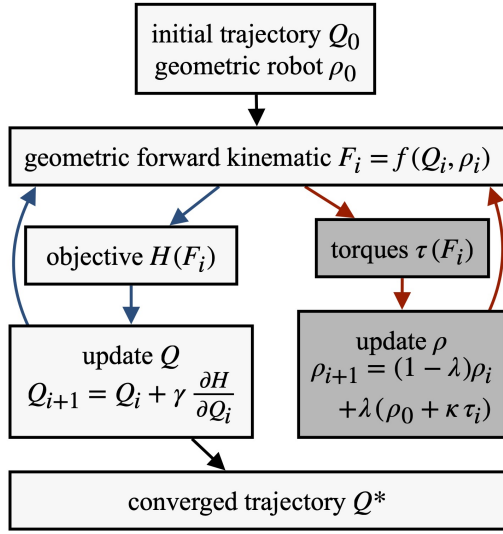 initial trajectory Q₀
geometric robot ρ₀
geometric forward kinematic Fᵢ = f(Qᵢ, ρᵢ)
objective H(Fᵢ)
torques τ(Fᵢ)
update Q
Qᵢ₊₁ = Qᵢ + γ ∂H/∂Qᵢ
update ρ
ρᵢ₊₁ = (1 − λ)ρᵢ
+λ(ρ₀ + κ τᵢ)
converged trajectory Q*